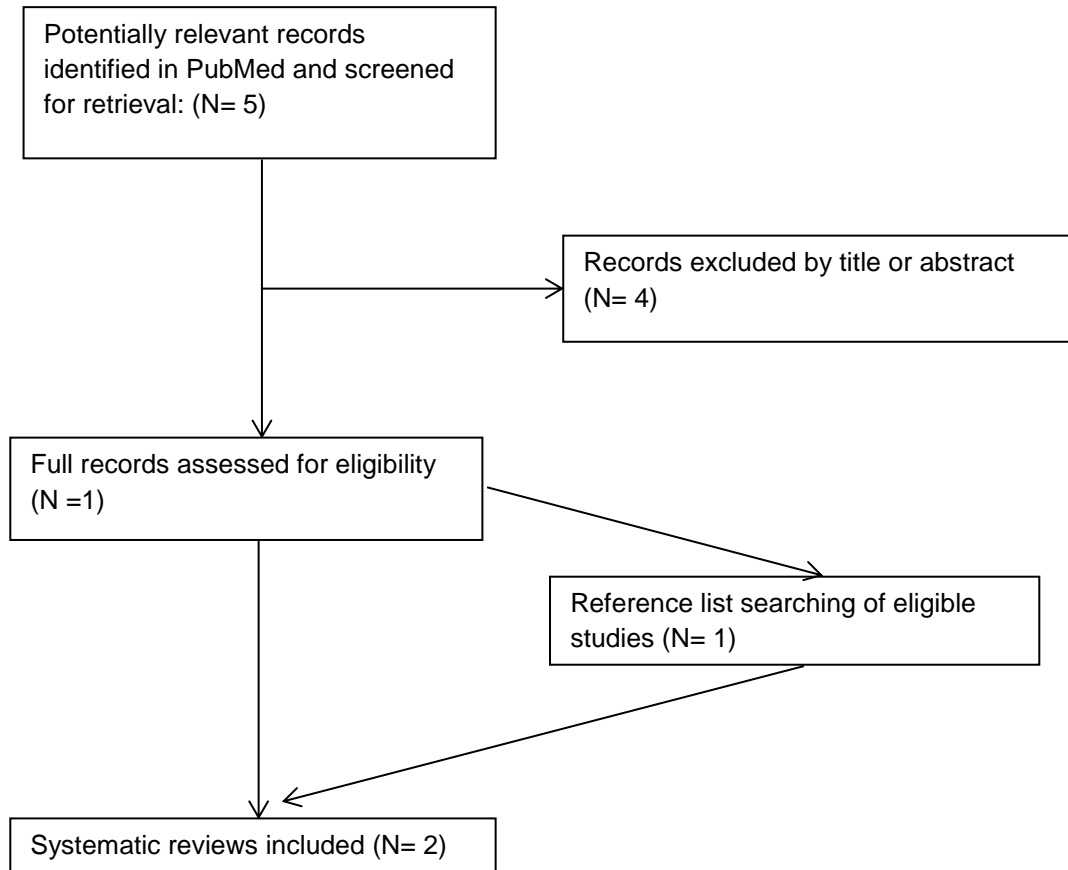 Potentially relevant records
identified in PubMed and screened
for retrieval: (N= 5)
Records excluded by title or abstract
(N= 4)
Full records assessed for eligibility
(N =1)
Reference list searching of eligible
studies (N= 1)
Systematic reviews included (N= 2)